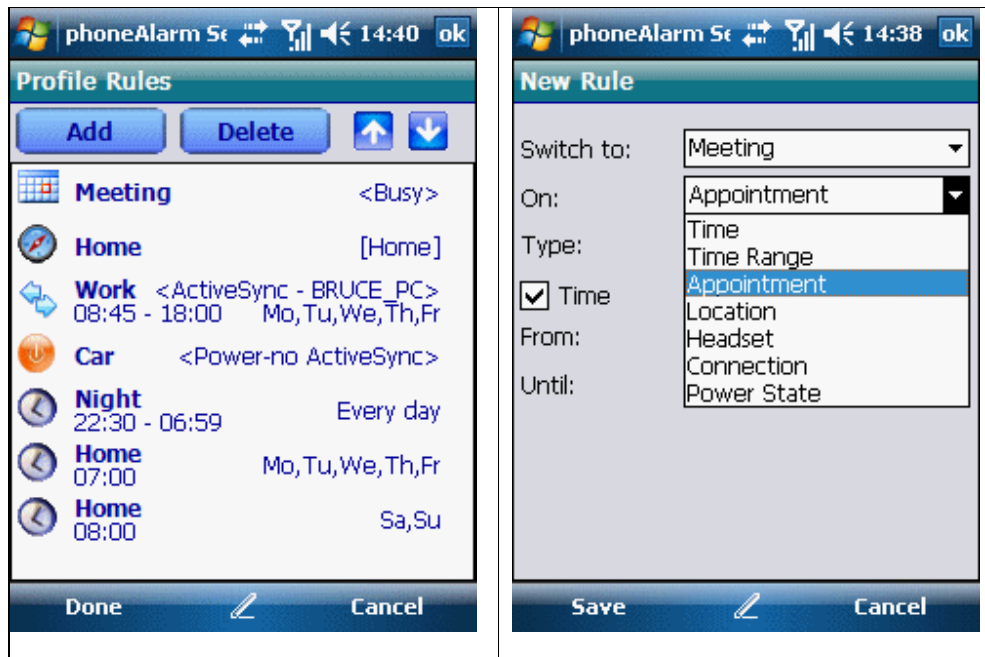 phoneAlarm Se 14:40 ok
Profile Rules
Add Delete
Meeting <Busy>
Home [Home]
Work <ActiveSync - BRUCE_PC>
08:45 - 18:00 Mo,Tu,We,Th,Fr
Car <Power-no ActiveSync>
Night
22:30 - 06:59 Every day
Home
07:00 Mo,Tu,We,Th,Fr
Home
08:00 Sa,Su
Done Cancel
phoneAlarm Se 14:38 ok
New Rule
Switch to: Meeting
On: Appointment
Type:
Time
From:
Until:
Time
Time Range
Appointment
Location
Headset
Connection
Power State
Save Cancel